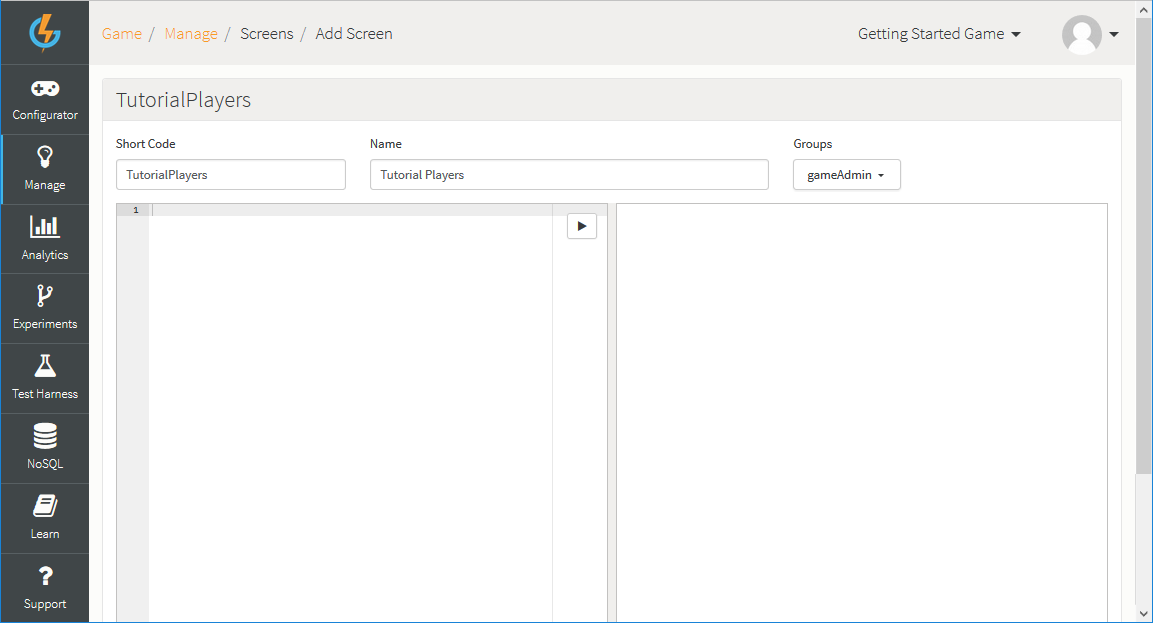 Game / Manage / Screens / Add Screen
Getting Started Game
Configurator
Manage
Analytics
Experiments
Test Harness
NoSQL
Learn
Support
TutorialPlayers
Short Code
Name
Groups
TutorialPlayers
Tutorial Players
gameAdmin
1